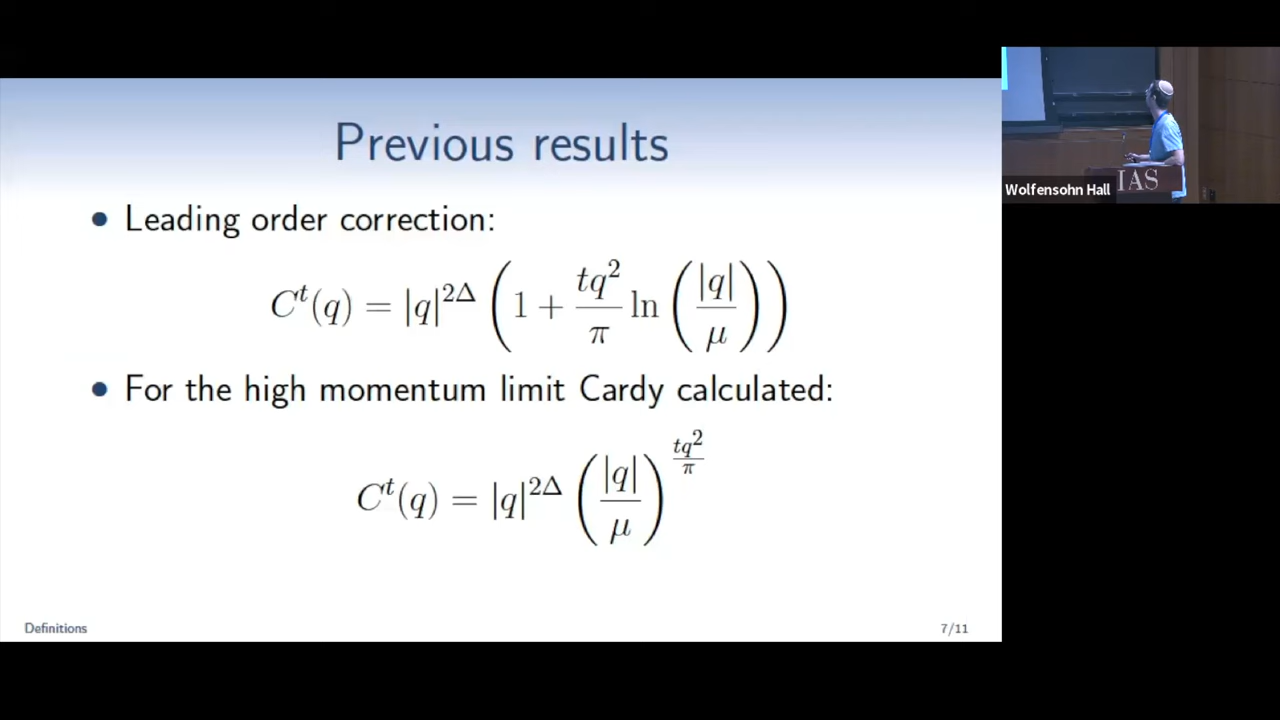 Previous results
• Leading order correction:
C^t(q) = |q|^{2Δ} (1 + \frac{tq^2}{π} ln (\frac{|q|}{μ}))
• For the high momentum limit Cardy calculated:
C^t(q) = |q|^{2Δ} (\frac{|q|}{μ})^{\frac{tq^2}{π}}
Definitions
7/11
Wolfensohn Hall
IAS